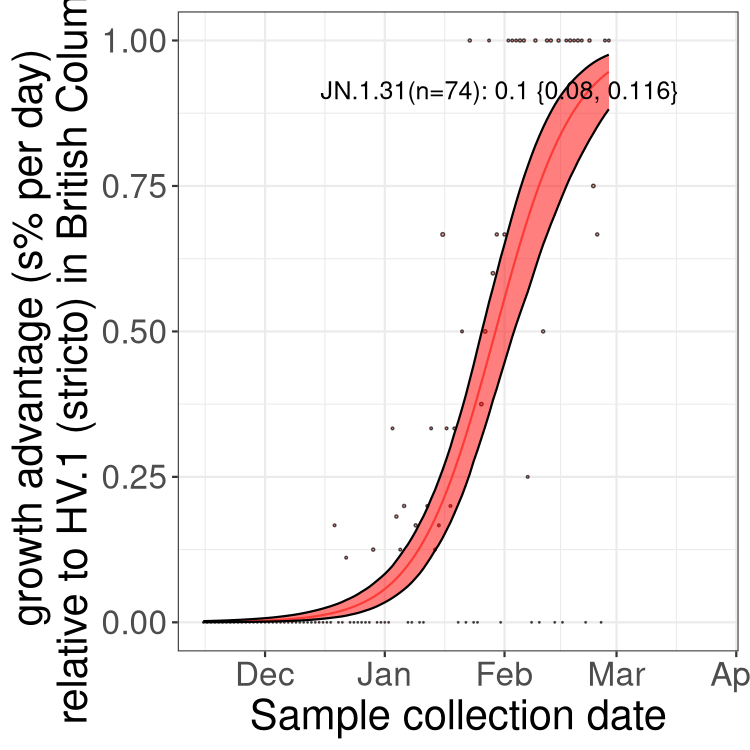 growth advantage (s% per day)
relative to HV.1 (stricto) in British Colum
1.00
0.75
0.50
0.25
0.00
JN.1.31(n=74): 0.1 {0.08, 0.116}
Dec Jan Feb Mar Ap
Sample collection date